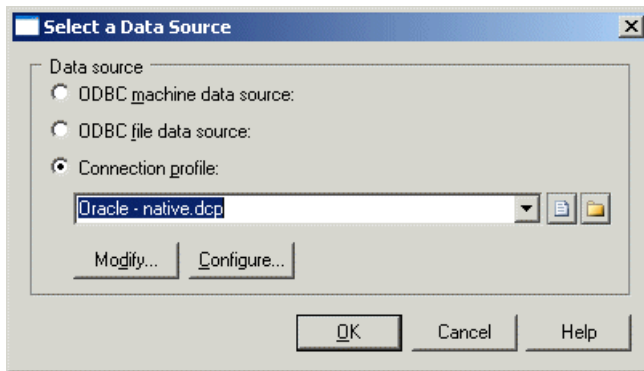 Select a Data Source
Data source
ODBC machine data source:
ODBC file data source:
Connection profile:
Oracle - native.dcp
Modify... Configure...
OK Cancel Help